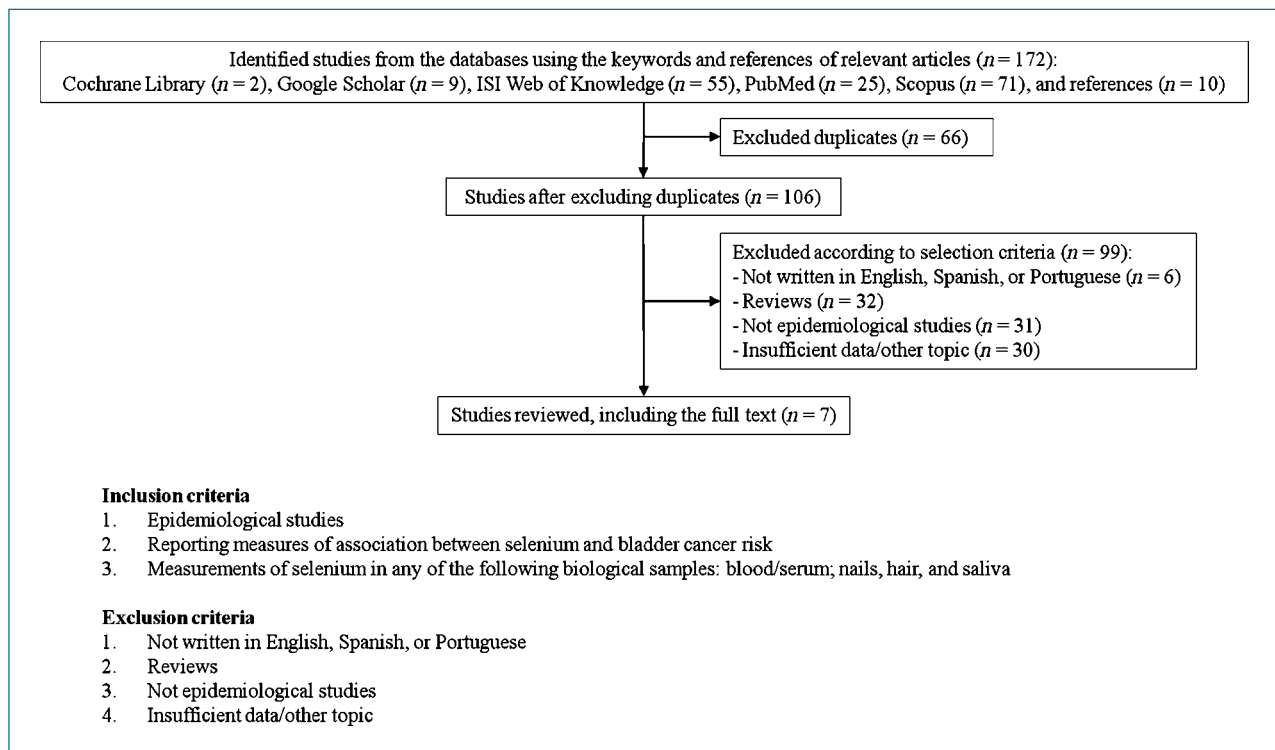 Identified studies from the databases using the keywords and references of relevant articles (n = 172):
Cochrane Library (n = 2), Google Scholar (n = 9), ISI Web of Knowledge (n = 55), PubMed (n = 25), Scopus (n = 71), and references (n = 10)
Excluded duplicates (n = 66)
Studies after excluding duplicates (n = 106)
Excluded according to selection criteria (n = 99):
- Not written in English, Spanish, or Portuguese (n = 6)
- Reviews (n = 32)
- Not epidemiological studies (n = 31)
- Insufficient data/other topic (n = 30)
Studies reviewed, including the full text (n = 7)
Inclusion criteria
1. Epidemiological studies
2. Reporting measures of association between selenium and bladder cancer risk
3. Measurements of selenium in any of the following biological samples: blood/serum; nails, hair, and saliva
Exclusion criteria
1. Not written in English, Spanish, or Portuguese
2. Reviews
3. Not epidemiological studies
4. Insufficient data/other topic